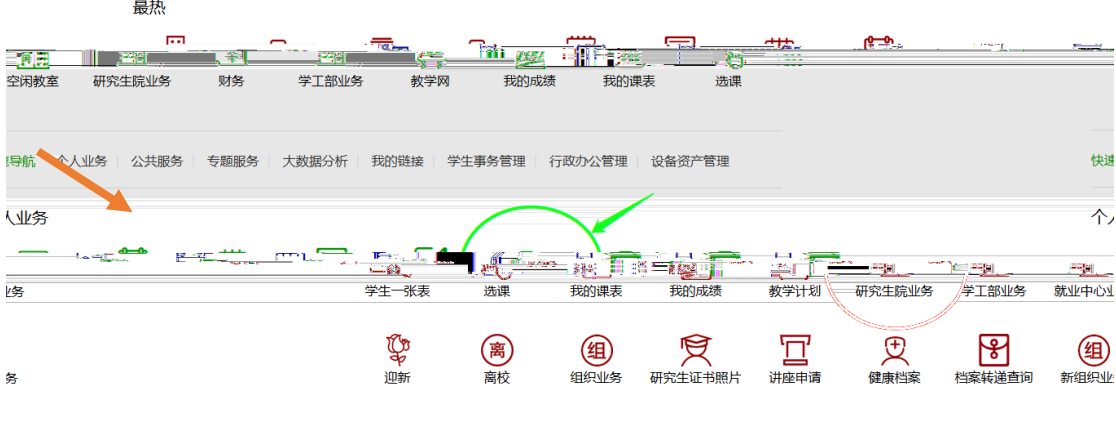 最热
空闲教室 研究生院业务 财务 学工部业务 教学网 我的成绩 我的课表 选课
导航 个人业务 公共服务 专题服务 大数据分析 我的链接 学生事务管理 行政办公管理 设备资产管理 快速
人业务 个人
业务 学生一张表 选课 我的课表 我的成绩 教学计划 研究生院业务 学工部业务 就业中心业
离 组 组
务 迎新 离校 组织业务 研究生证书照片 讲座申请 健康档案 档案转递查询 新组织业务